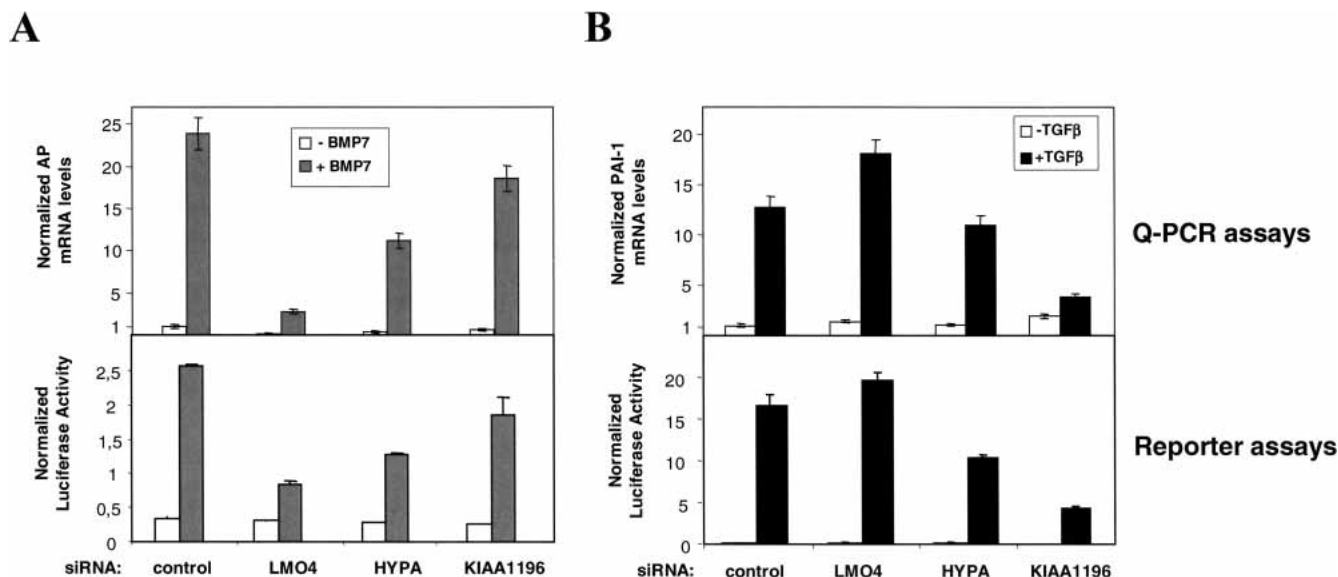 A
B
Normalized AP
mRNA levels
25
20
15
10
5
1
- BMP7
+ BMP7
Normalized
Luciferase Activity
2,5
2
1,5
1
0,5
0
siRNA:
control
LMO4
HYPA
KIAA1196
Normalized PAI-1
mRNA levels
20
15
10
5
1
-TGFβ
+TGFβ
Q-PCR assays
Normalized
Luciferase Activity
20
15
10
5
0
Reporter assays
siRNA:
control
LMO4
HYPA
KIAA1196